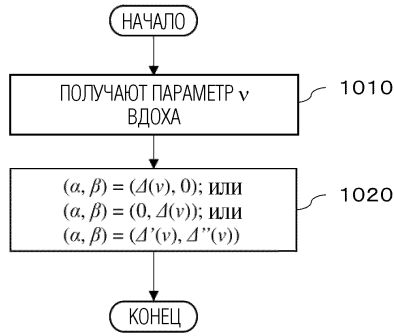 НАЧАЛО
ПОЛУЧАЮТ ПАРАМЕТР ν
ВДОХА
1010
(α, β) = (Δ(ν), 0); или
(α, β) = (0, Δ(ν)); или
(α, β) = (Δ’(ν), Δ’’(ν))
1020
КОНЕЦ